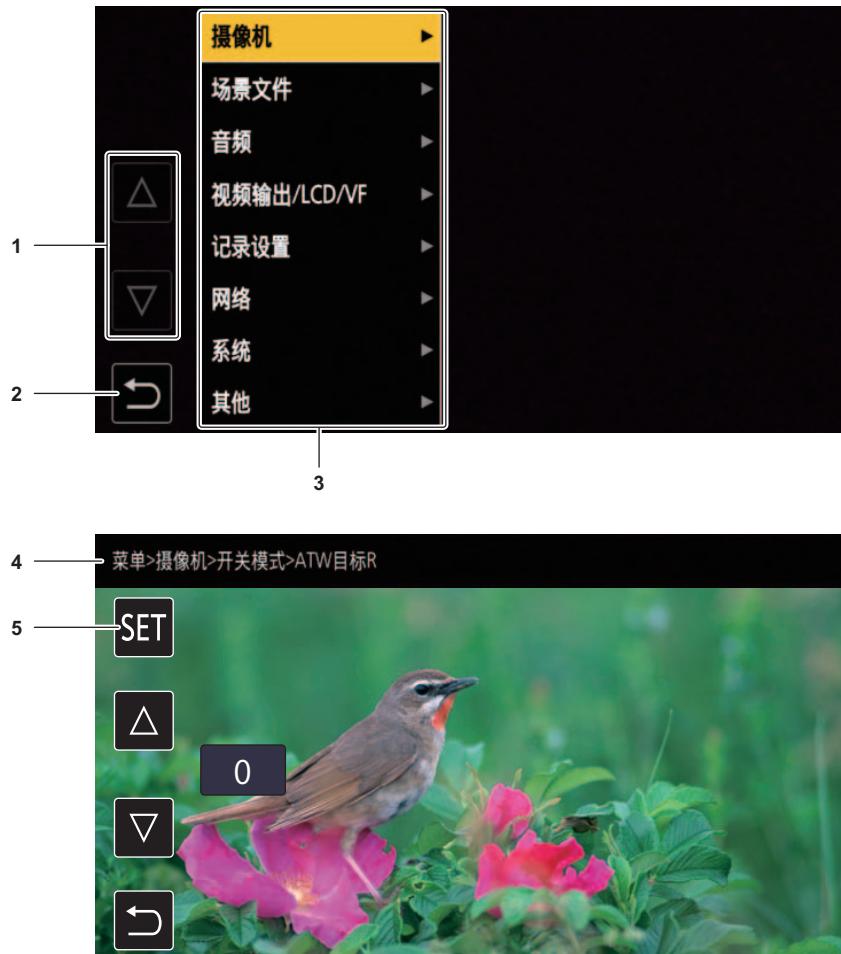 摄像机
场景文件
音频
视频输出/LCD/VF
1
记录设置
网络
系统
2
其他
3
4
菜单>摄像机>开关模式>ATW目标R
5
SET
0